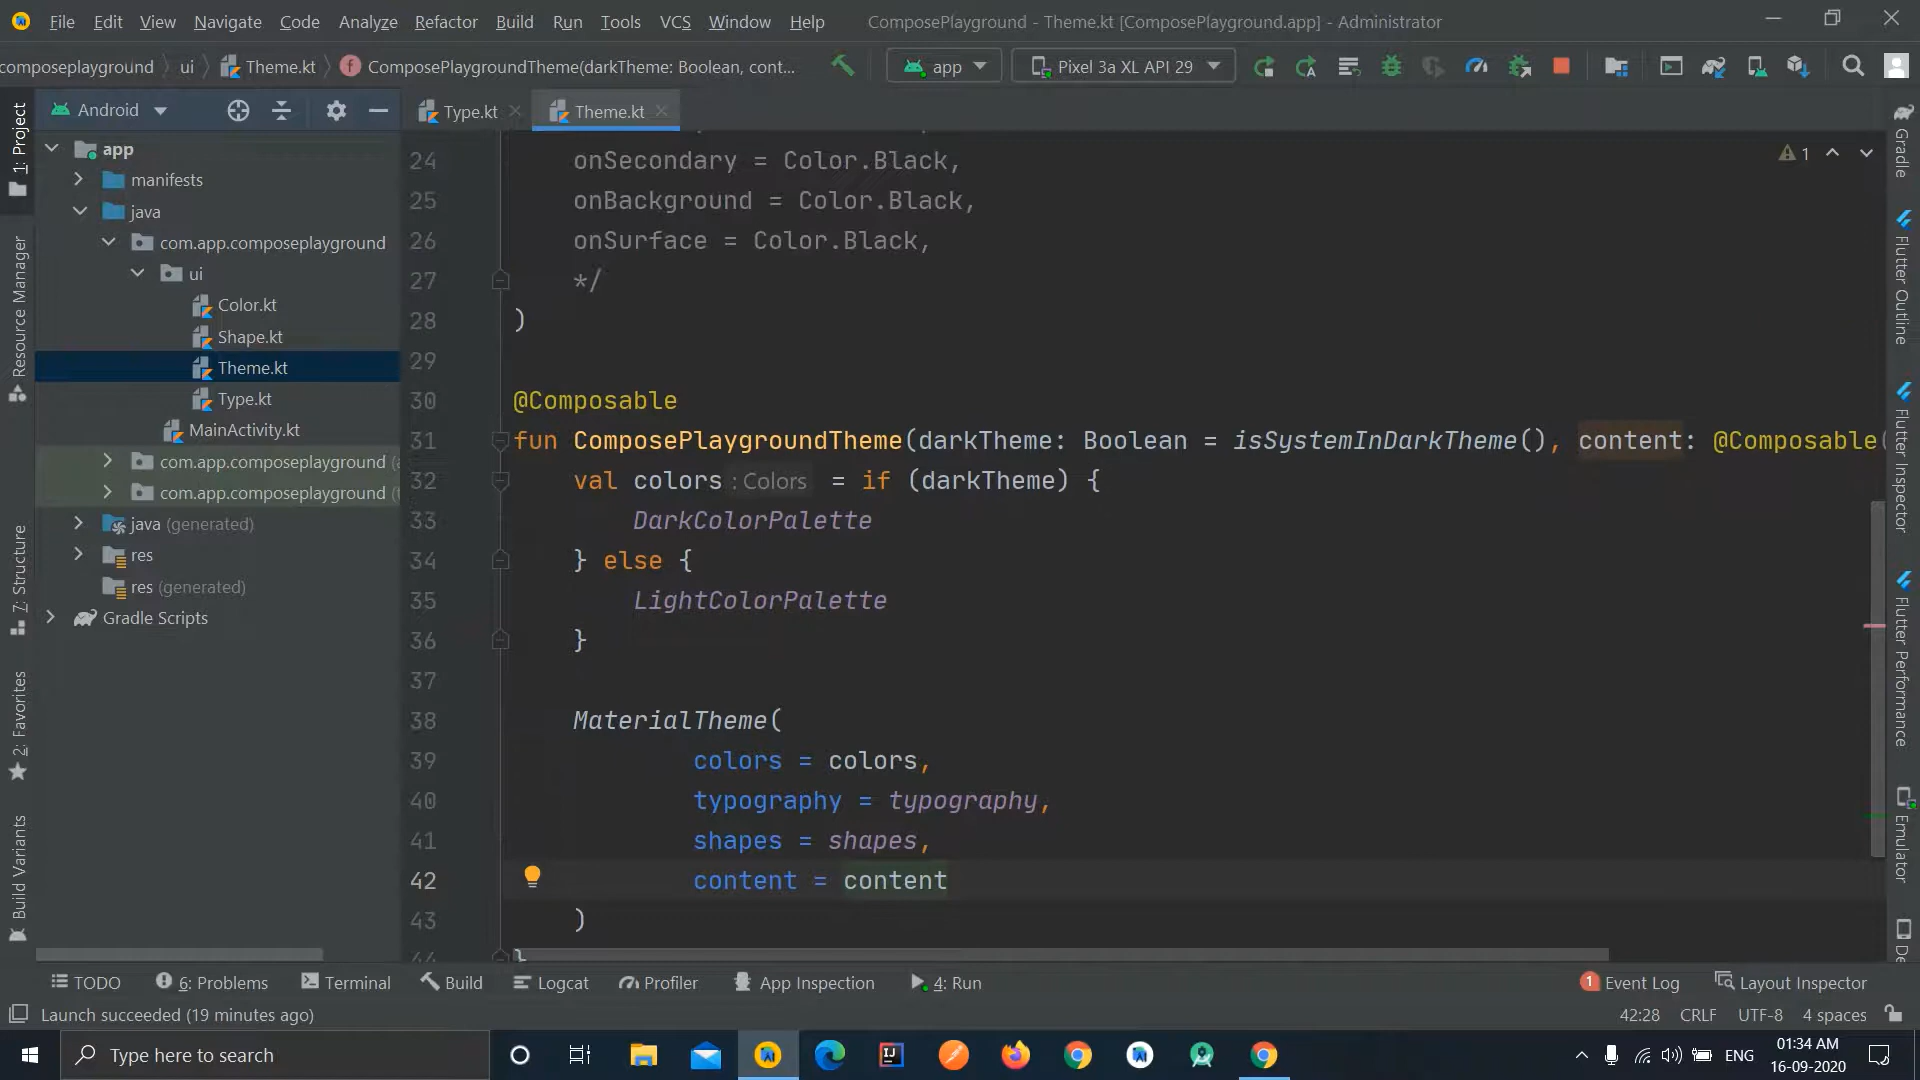 File Edit View Navigate Code Analyze Refactor Build Run Tools VCS Window Help ComposePlayground - Theme.kt [ComposePlayground.app] - Administrator
composeplayground ui Theme.kt ComposePlaygroundTheme(darkTheme: Boolean, cont... app Pixel 3a XL API 29
Android Type.kt Theme.kt
1: Project
Resource Manager
7: Structure
2: Favorites
Build Variants
app
manifests
java
com.app.composeplayground
ui
Color.kt
Shape.kt
Theme.kt
Type.kt
MainActivity.kt
com.app.composeplayground
com.app.composeplayground
java (generated)
res
res (generated)
Gradle Scripts
24 onSecondary = Color.Black,
25 onBackground = Color.Black,
26 onSurface = Color.Black,
27 */
28 )
29
30 @Composable
31 fun ComposePlaygroundTheme(darkTheme: Boolean = isSystemInDarkTheme(), content: @Composable(
32 val colors : Colors = if (darkTheme) {
33 DarkColorPalette
34 } else {
35 LightColorPalette
36 }
37
38 MaterialTheme(
39 colors = colors,
40 typography = typography,
41 shapes = shapes,
42 content = content
43 )
44 }
1
Gradle
Flutter Outline
Flutter Inspector
Flutter Performance
Emulator
TODO 6: Problems Terminal Build Logcat Profiler App Inspection 4: Run 1 Event Log Layout Inspector
Launch succeeded (19 minutes ago) 42:28 CRLF UTF-8 4 spaces
Type here to search ENG 01:34 AM
16-09-2020